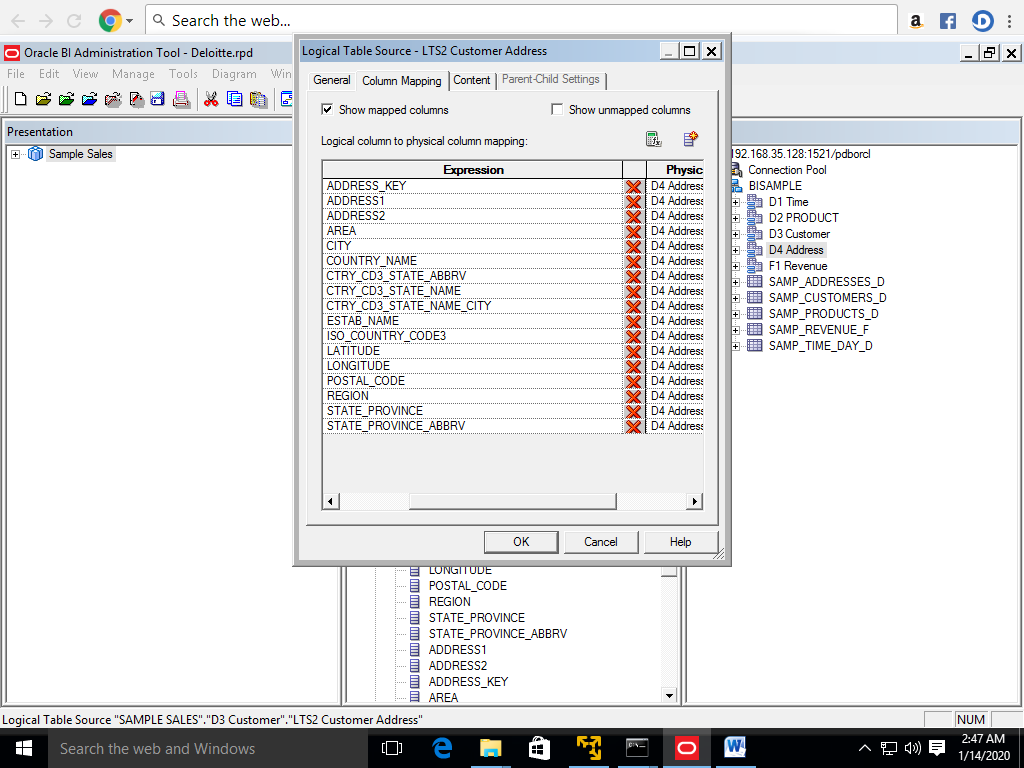 Search the web...
Oracle BI Administration Tool - Deloitte.rpd
File Edit View Manage Tools Diagram Win
Presentation
Sample Sales
Logical Table Source - LTS2 Customer Address
General Column Mapping Content Parent-Child Settings
Show mapped columns Show unmapped columns
Logical column to physical column mapping:
Expression Physic
ADDRESS_KEY D4 Address
ADDRESS1 D4 Address
ADDRESS2 D4 Address
AREA D4 Address
CITY D4 Address
COUNTRY_NAME D4 Address
CTRY_CD3_STATE_ABBRV D4 Address
CTRY_CD3_STATE_NAME D4 Address
CTRY_CD3_STATE_NAME_CITY D4 Address
ESTAB_NAME D4 Address
ISO_COUNTRY_CODE3 D4 Address
LATITUDE D4 Address
LONGITUDE D4 Address
POSTAL_CODE D4 Address
REGION D4 Address
STATE_PROVINCE D4 Address
STATE_PROVINCE_ABBRV D4 Address
OK Cancel Help
192.168.35.128:1521/pdborcl
Connection Pool
BISAMPLE
D1 Time
D2 PRODUCT
D3 Customer
D4 Address
F1 Revenue
SAMP_ADDRESSES_D
SAMP_CUSTOMERS_D
SAMP_PRODUCTS_D
SAMP_REVENUE_F
SAMP_TIME_DAY_D
LONGITUDE
POSTAL_CODE
REGION
STATE_PROVINCE
STATE_PROVINCE_ABBRV
ADDRESS1
ADDRESS2
ADDRESS_KEY
AREA
Logical Table Source "SAMPLE SALES"."D3 Customer"."LTS2 Customer Address" NUM
Search the web and Windows
2:47 AM
1/14/2020